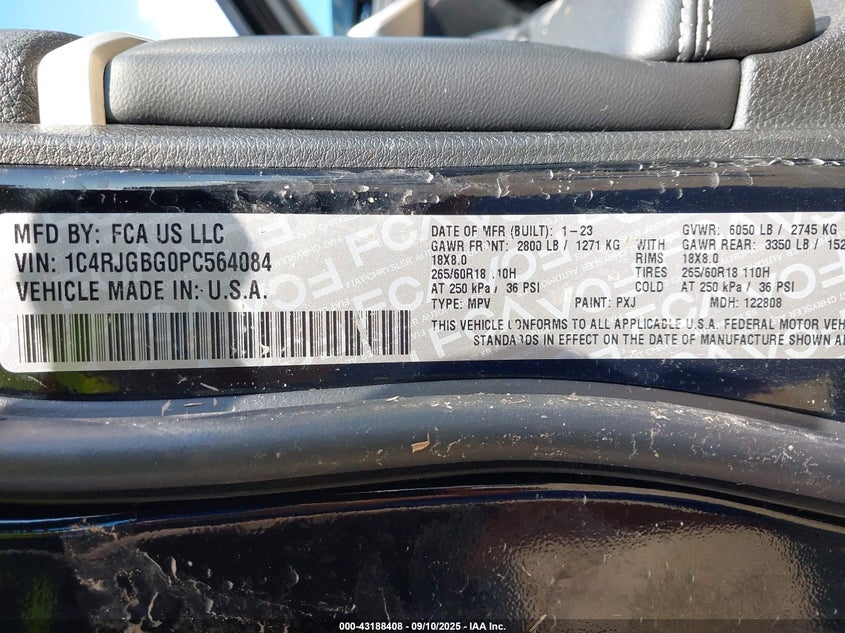 MFD BY: FCA US LLC
VIN: 1C4RJGBG0PC564084
VEHICLE MADE IN: U.S.A.
DATE OF MFR (BUILT): 1-23 GVWR: 6050 LB / 2745 KG
GAWR FRONT: 2800 LB / 1271 KG WITH GAWR REAR: 3350 LB / 152
18X8.0 RIMS 18X8.0
265/60R18 110H TIRES 265/60R18 110H
AT 250 kPa / 36 PSI COLD AT 250 kPa / 36 PSI
TYPE: MPV PAINT: PXJ MDH: 122808
THIS VEHICLE CONFORMS TO ALL APPLICABLE U.S.A. FEDERAL MOTOR VEH
STANDARDS IN EFFECT ON THE DATE OF MANUFACTURE SHOWN A
000-43188408 - 09/10/2025 - IAA Inc.